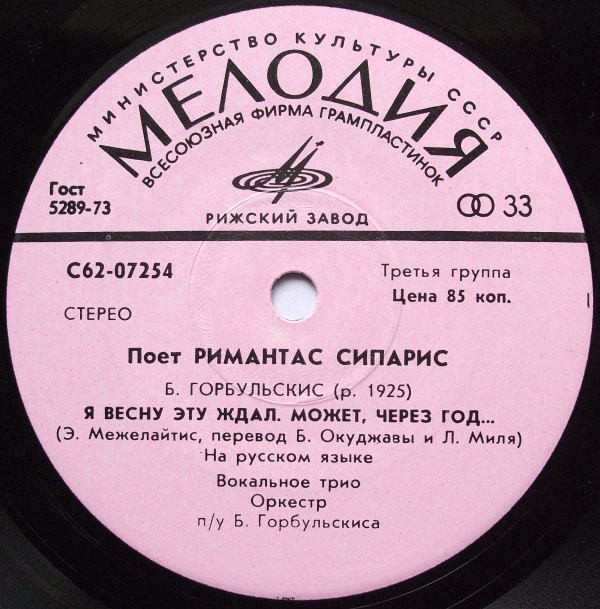 МИНИСТЕРСТВО КУЛЬТУРЫ СССР
МЕЛОДИЯ
ВСЕСОЮЗНАЯ ФИРМА ГРАМПЛАСТИНОК
Гост
5289-73
33
РИЖСКИЙ ЗАВОД
С62-07254
Третья группа
Цена 85 коп.
СТЕРЕО
Поет РИМАНТАС СИПАРИС
Б. ГОРБУЛЬСКИС (р. 1925)
Я ВЕСНУ ЭТУ ЖДАЛ. МОЖЕТ, ЧЕРЕЗ ГОД...
(Э. Межелайтис, перевод Б. Окуджавы и Л. Миля)
На русском языке
Вокальное трио
Оркестр
п/у Б. Горбульскиса